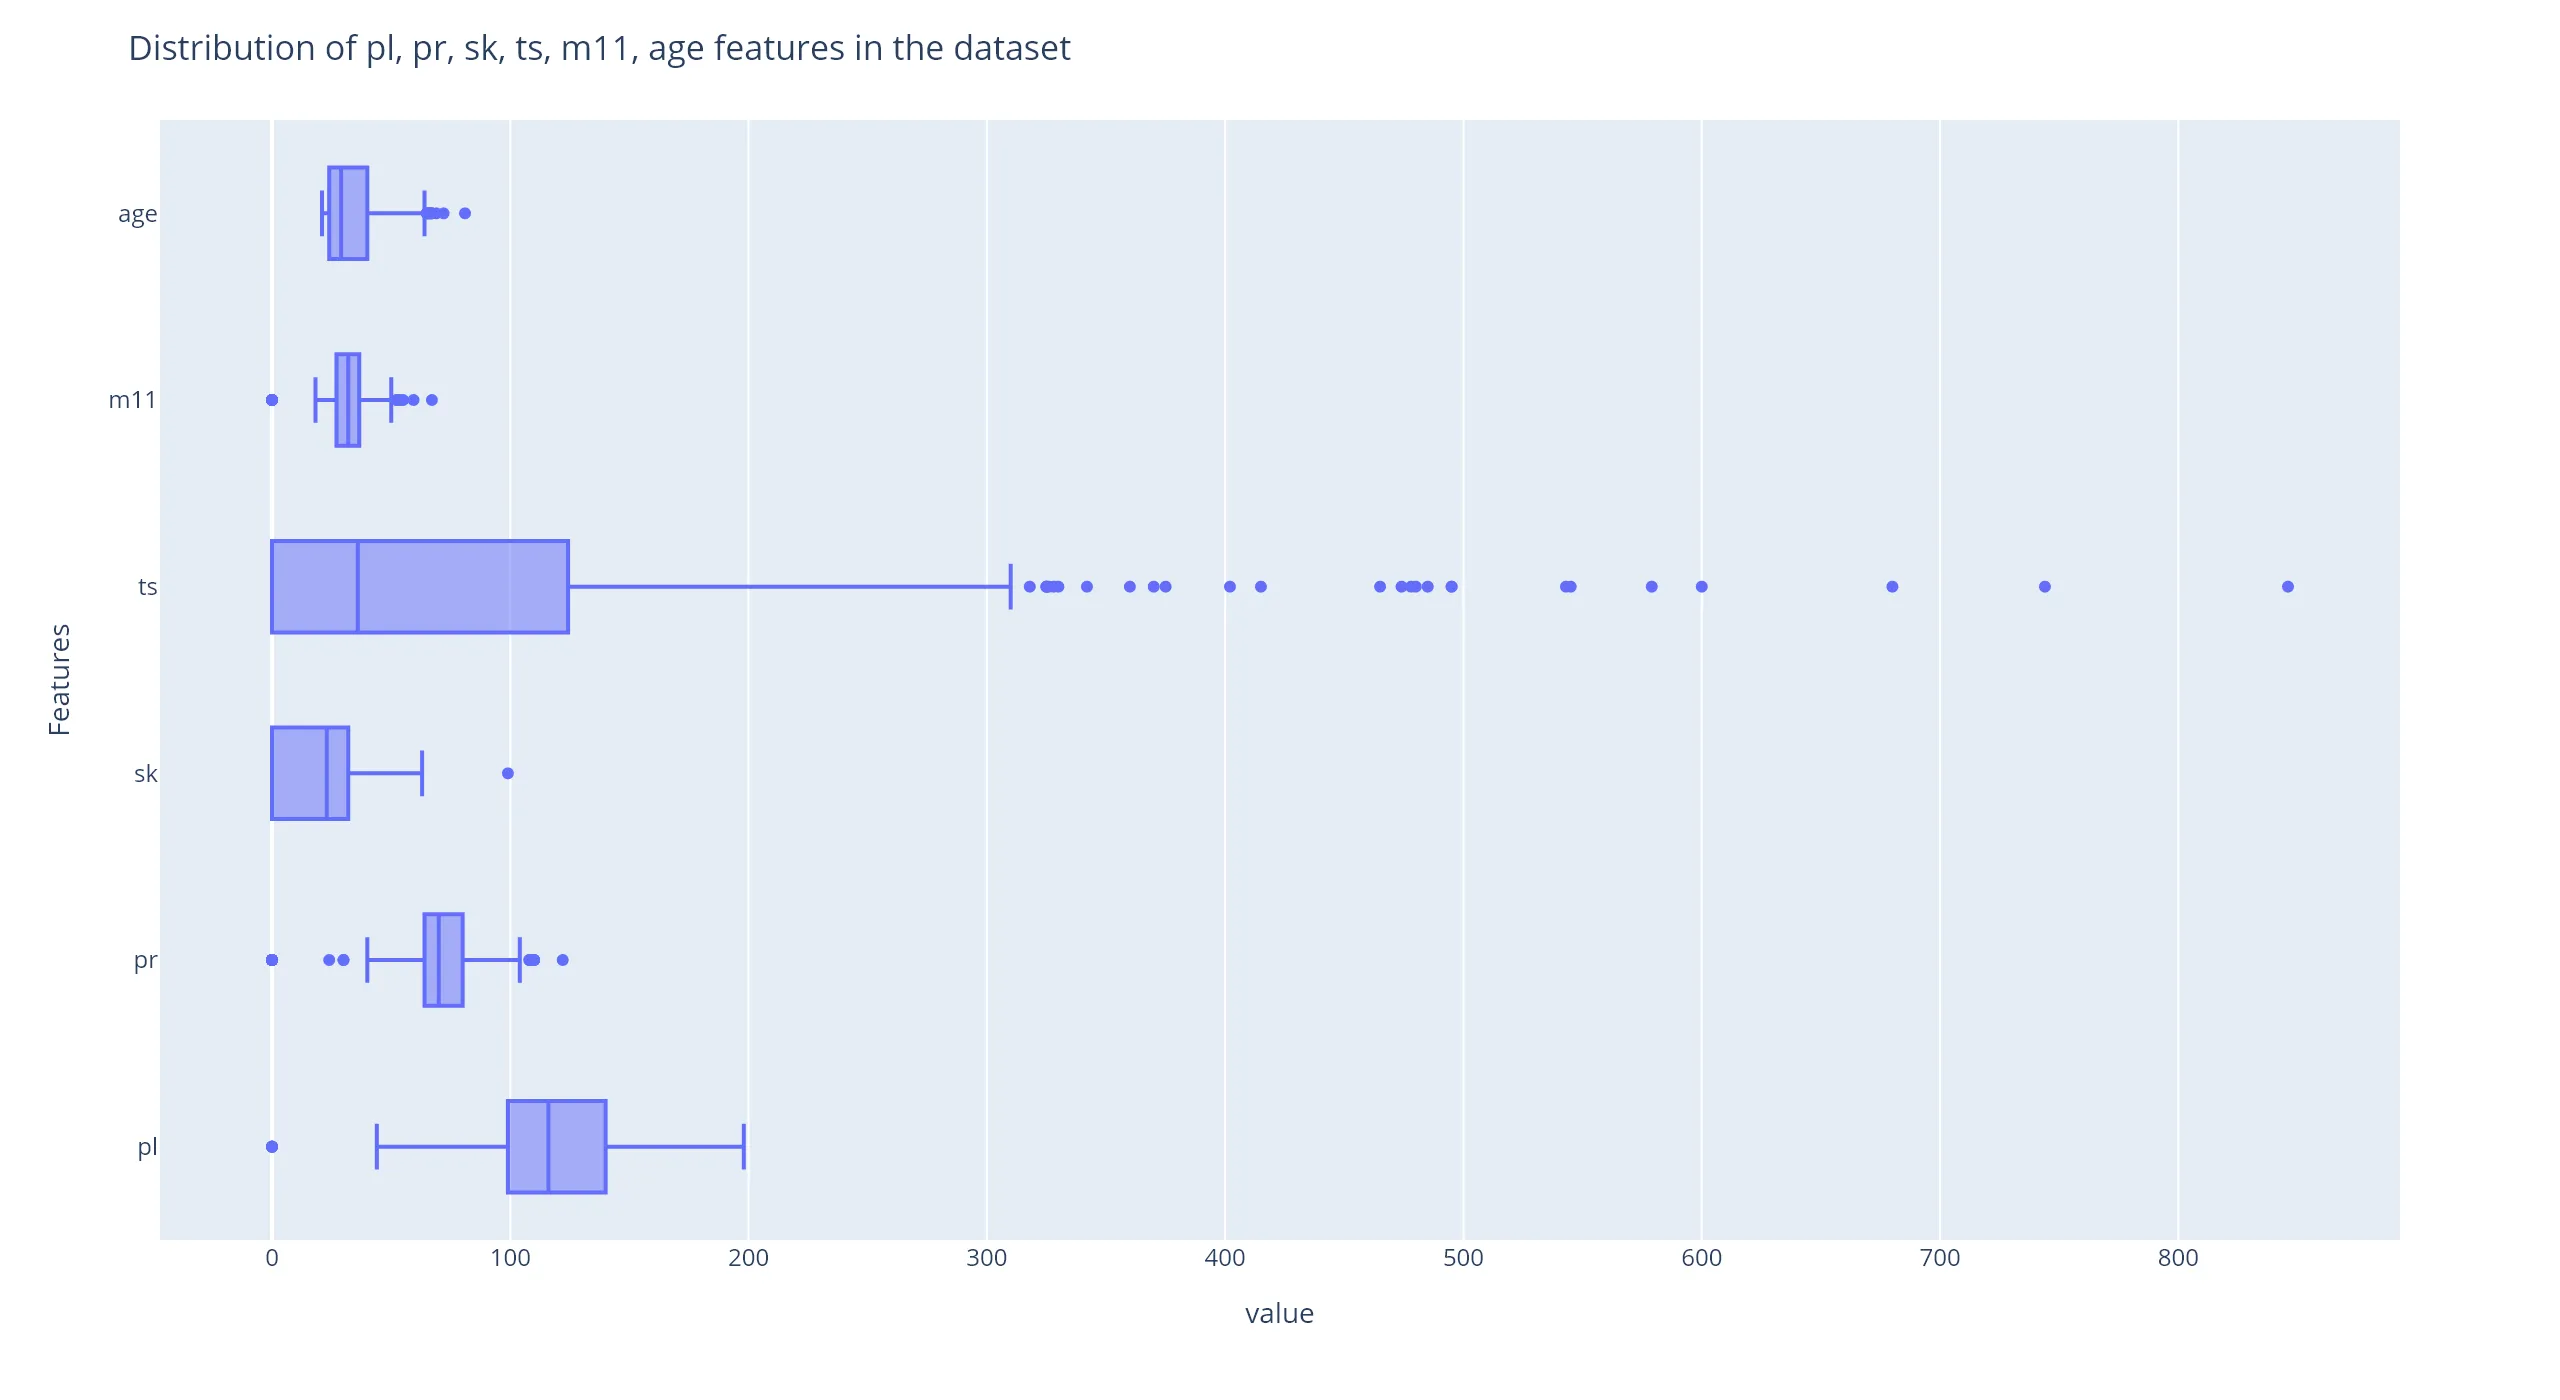 Distribution of pl, pr, sk, ts, m11, age features in the dataset
age
m11
ts
sk
pr
pl
Features
0 100 200 300 400 500 600 700 800
value